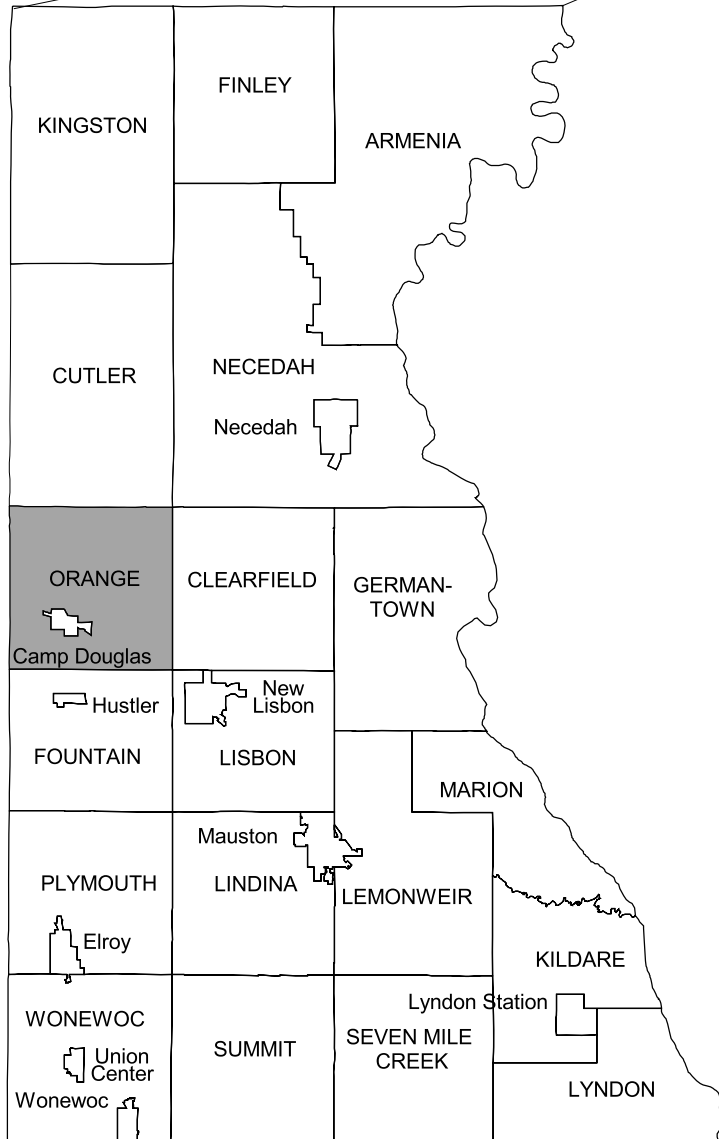 FINLEY
KINGSTON
ARMENIA
NECEDAH
CUTLER
Necedah
ORANGE
CLEARFIELD
GERMAN-
TOWN
Camp Douglas
Hustler
New
Lisbon
FOUNTAIN
LISBON
MARION
Mauston
PLYMOUTH
LINDINA
LEMONWEIR
Elroy
KILDARE
Lyndon Station
WONEWOC
SUMMIT
SEVEN MILE
CREEK
Union
Center
LYNDON
Wonewoc